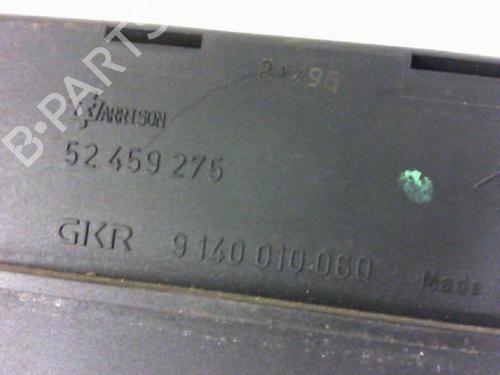 B-PARTS
21/96
HARRISON
52 459 275
GKR 9 140 010-060 Made